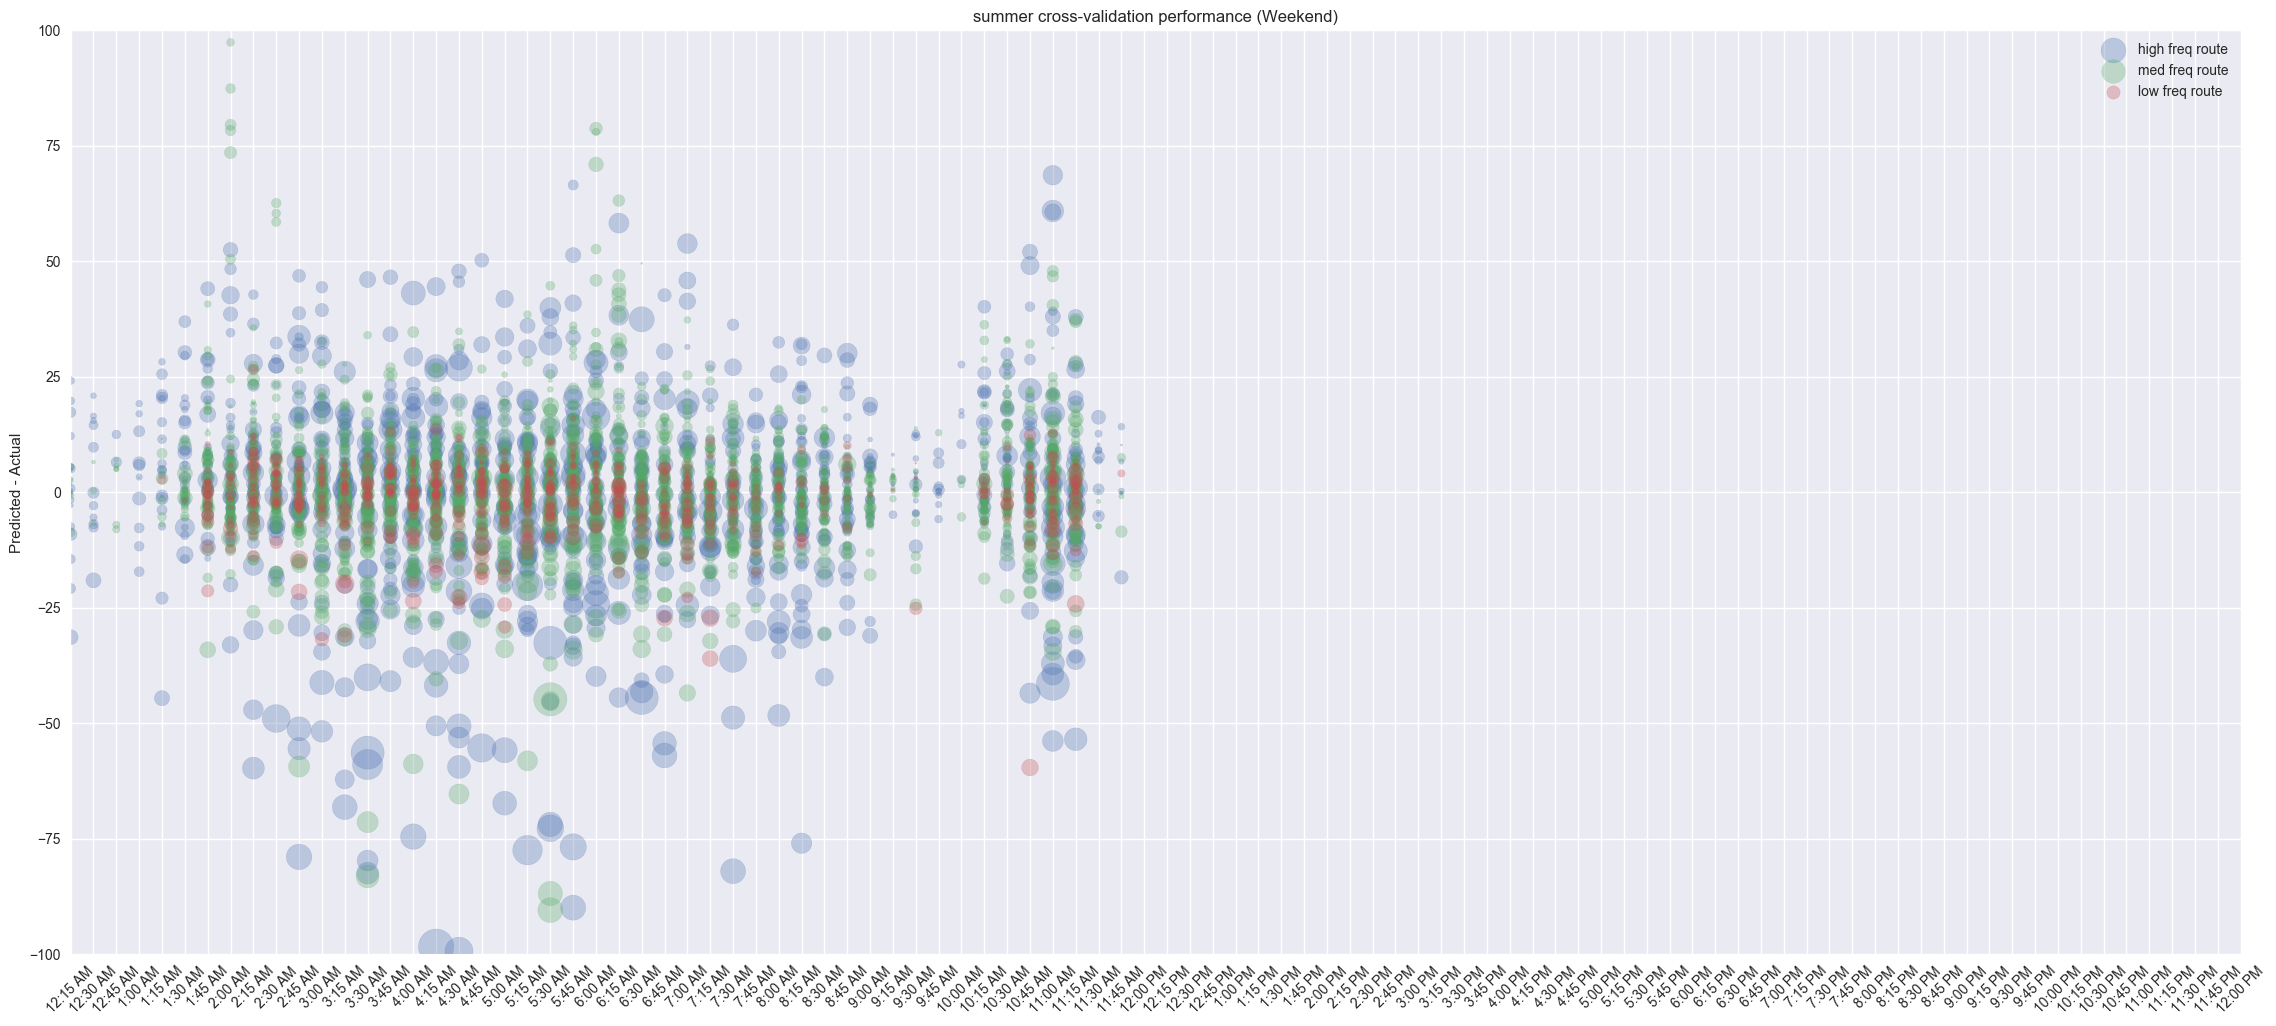 summer cross-validation performance (Weekend)
high freq route
med freq route
low freq route
Predicted - Actual
100
75
50
25
0
−25
−50
−75
−100
12:15 AM
12:30 AM
12:45 AM
1:00 AM
1:15 AM
1:30 AM
1:45 AM
2:00 AM
2:15 AM
2:30 AM
2:45 AM
3:00 AM
3:15 AM
3:30 AM
3:45 AM
4:00 AM
4:15 AM
4:30 AM
4:45 AM
5:00 AM
5:15 AM
5:30 AM
5:45 AM
6:00 AM
6:15 AM
6:30 AM
6:45 AM
7:00 AM
7:15 AM
7:30 AM
7:45 AM
8:00 AM
8:15 AM
8:30 AM
8:45 AM
9:00 AM
9:15 AM
9:30 AM
9:45 AM
10:00 AM
10:15 AM
10:30 AM
10:45 AM
11:00 AM
11:15 AM
11:30 AM
11:45 AM
12:00 PM
12:15 PM
12:30 PM
12:45 PM
1:00 PM
1:15 PM
1:30 PM
1:45 PM
2:00 PM
2:15 PM
2:30 PM
2:45 PM
3:00 PM
3:15 PM
3:30 PM
3:45 PM
4:00 PM
4:15 PM
4:30 PM
4:45 PM
5:00 PM
5:15 PM
5:30 PM
5:45 PM
6:00 PM
6:15 PM
6:30 PM
6:45 PM
7:00 PM
7:15 PM
7:30 PM
7:45 PM
8:00 PM
8:15 PM
8:30 PM
8:45 PM
9:00 PM
9:15 PM
9:30 PM
9:45 PM
10:00 PM
10:15 PM
10:30 PM
10:45 PM
11:00 PM
11:15 PM
11:30 PM
11:45 PM
12:00 PM